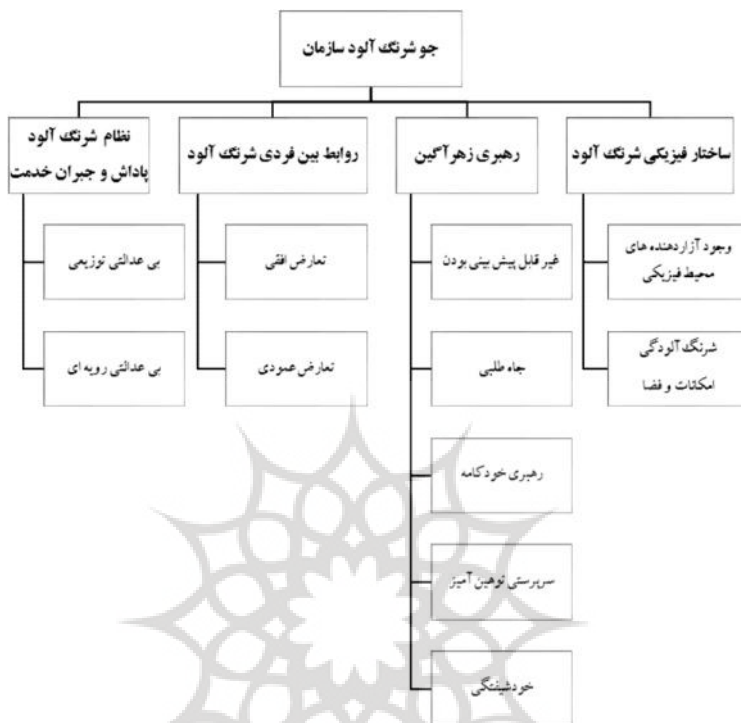 جو شرنگ آلود سازمان
ساختار فیزیکی شرنگ آلود
رهبری زهرآگین
روابط بین فردی شرنگ آلود
نظام شرنگ آلود
پاداش و جبران خدمت
وجود آزاردهنده های
محیط فیزیکی
غیر قابل پیش بینی بودن
تعارض افقی
بی عدالتی توزیعی
شرنگ آلودگی
امکانات و فضا
جاه طلبی
تعارض عمودی
بی عدالتی رویه ای
رهبری خودکامه
سرپرستی توهین آمیز
خودشیفتگی